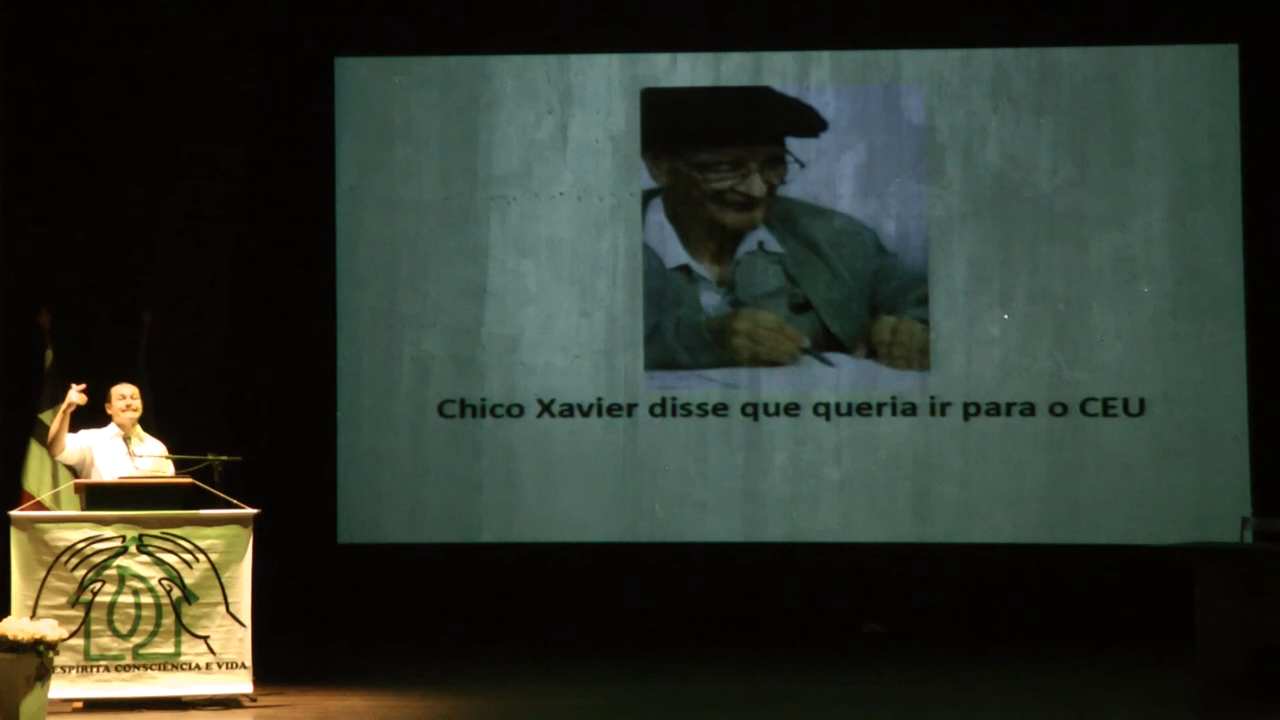 Chico Xavier disse que queria ir para o CEU
ESPÍRITA CONSCIÊNCIA E VIDA